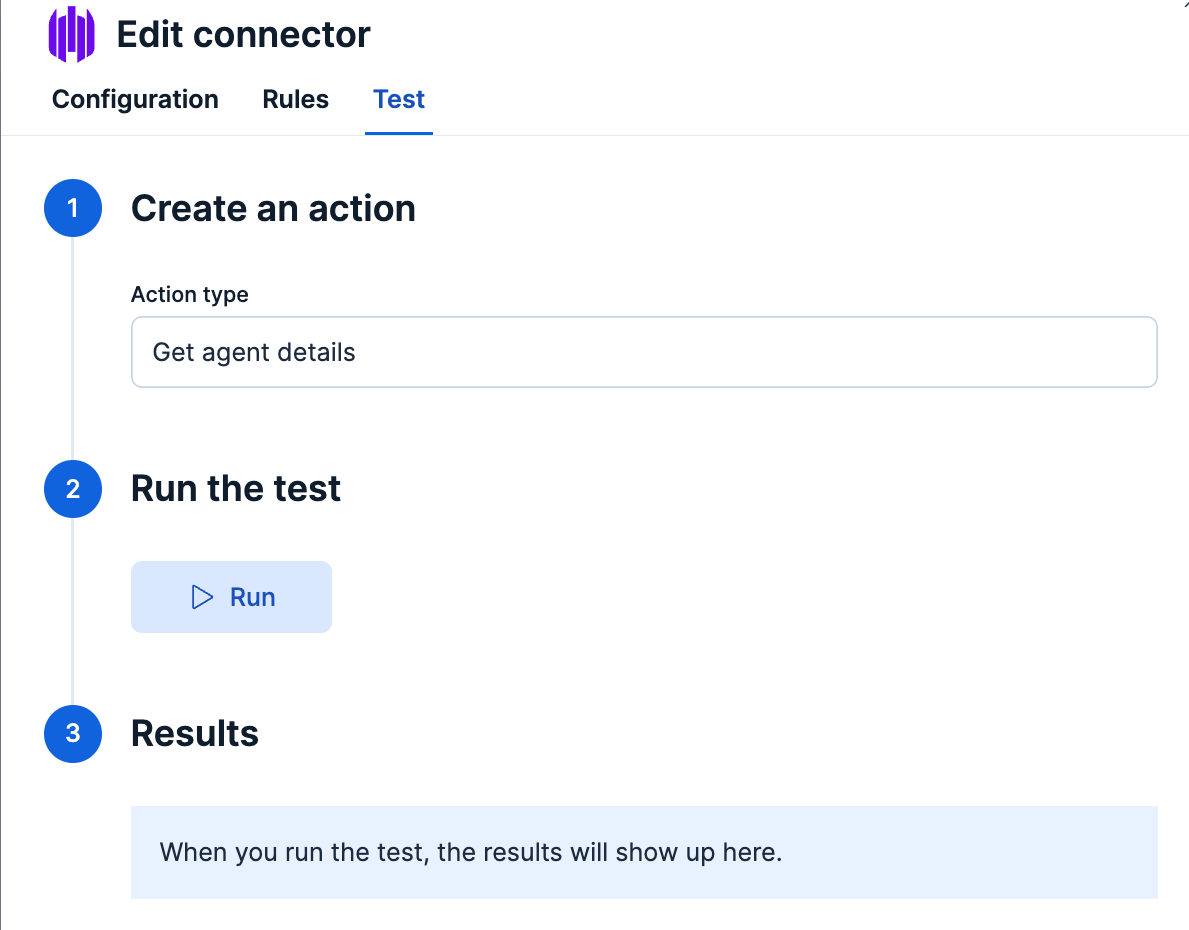 Edit connector
Configuration Rules Test
1 Create an action
Action type
Get agent details
2 Run the test
Run
3 Results
When you run the test, the results will show up here.